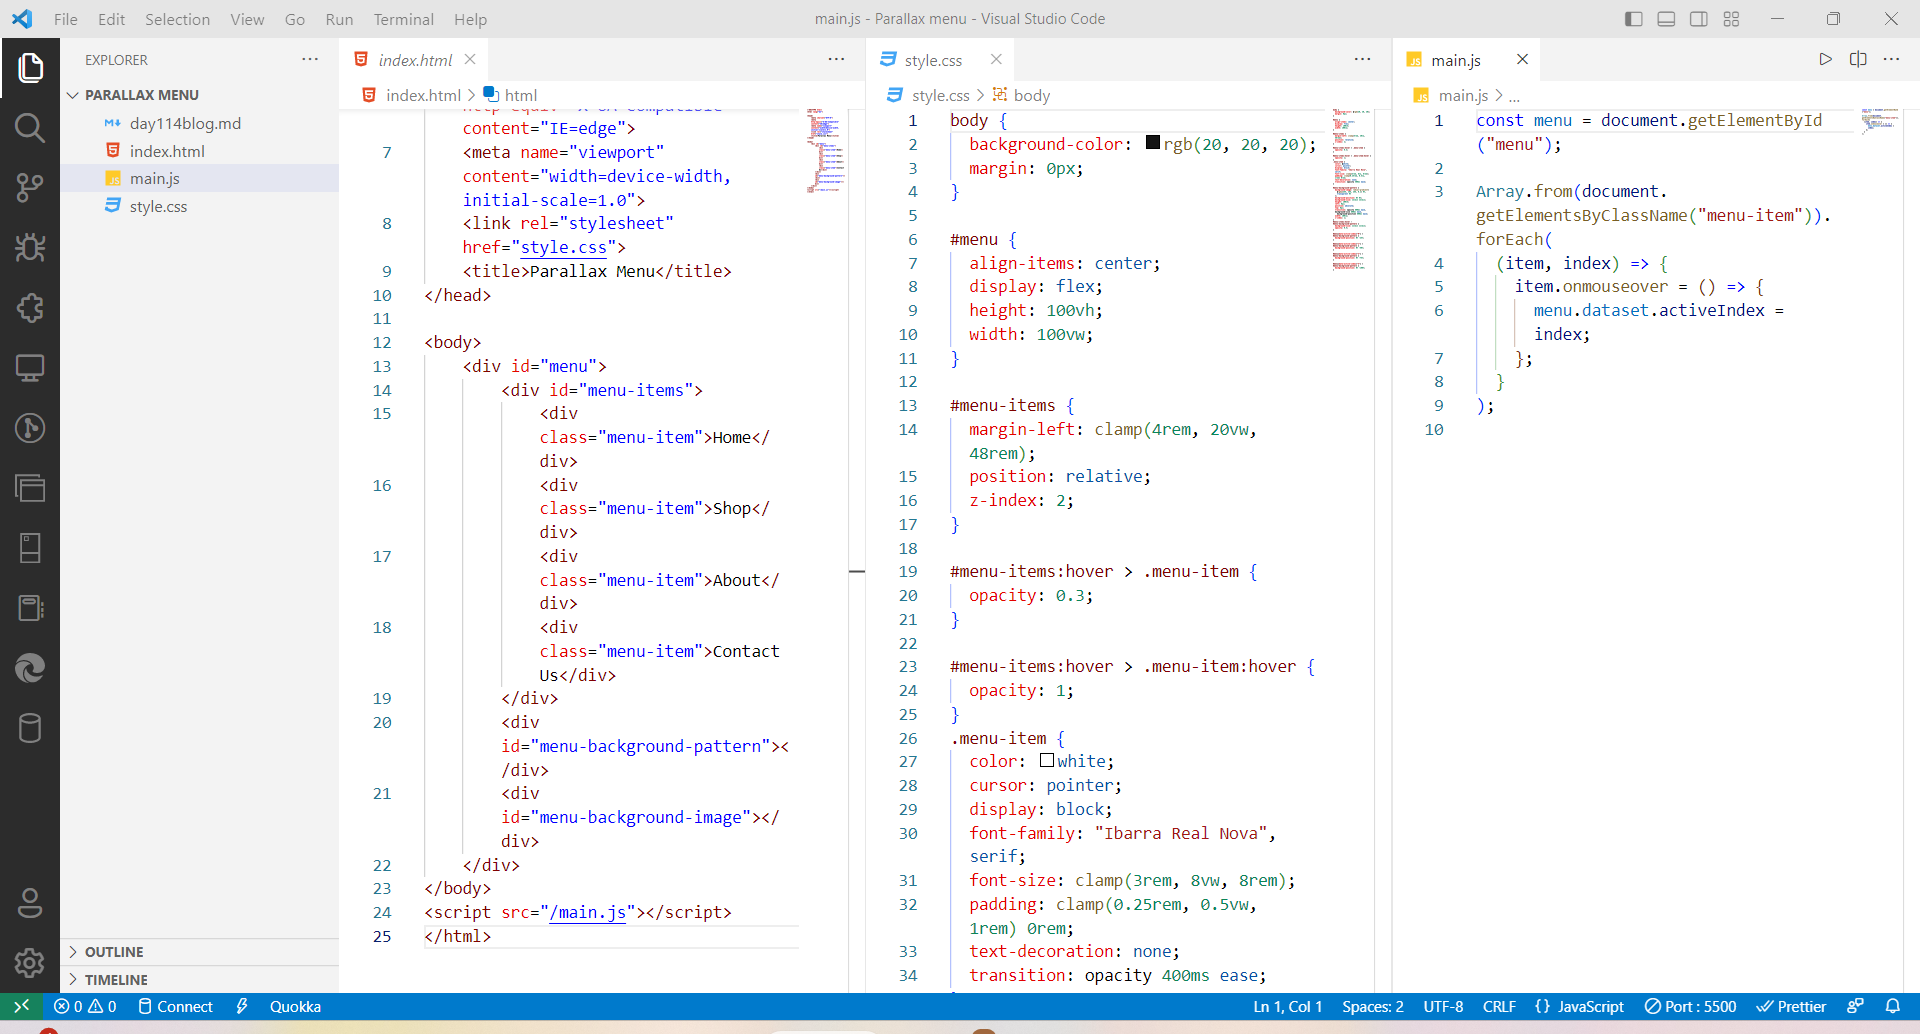 File Edit Selection View Go Run Terminal Help
main.js - Parallax menu - Visual Studio Code
EXPLORER
PARALLAX MENU
day114blog.md
index.html
JS main.js
style.css
OUTLINE
TIMELINE
index.html
index.html > html
content="IE=edge">
7 <meta name="viewport"
content="width=device-width,
initial-scale=1.0">
8 <link rel="stylesheet"
href="style.css">
9 <title>Parallax Menu</title>
10 </head>
11
12 <body>
13 <div id="menu">
14 <div id="menu-items">
15 <div
class="menu-item">Home</
div>
16 <div
class="menu-item">Shop</
div>
17 <div
class="menu-item">About</
div>
18 <div
class="menu-item">Contact
Us</div>
19 </div>
20 <div
id="menu-background-pattern"><
/div>
21 <div
id="menu-background-image"></
div>
22 </div>
23 </body>
24 <script src="/main.js"></script>
25 </html>
style.css
style.css > body
1 body {
2 background-color: rgb(20, 20, 20);
3 margin: 0px;
4 }
5
6 #menu {
7 align-items: center;
8 display: flex;
9 height: 100vh;
10 width: 100vw;
11 }
12
13 #menu-items {
14 margin-left: clamp(4rem, 20vw,
48rem);
15 position: relative;
16 z-index: 2;
17 }
18
19 #menu-items:hover > .menu-item {
20 opacity: 0.3;
21 }
22
23 #menu-items:hover > .menu-item:hover {
24 opacity: 1;
25 }
26 .menu-item {
27 color: white;
28 cursor: pointer;
29 display: block;
30 font-family: "Ibarra Real Nova",
serif;
31 font-size: clamp(3rem, 8vw, 8rem);
32 padding: clamp(0.25rem, 0.5vw,
1rem) 0rem;
33 text-decoration: none;
34 transition: opacity 400ms ease;
JS main.js
JS main.js > ...
1 const menu = document.getElementById
("menu");
2
3 Array.from(document.
getElementsByClassName("menu-item")).
forEach(
4 (item, index) => {
5 item.onmouseover = () => {
6 menu.dataset.activeIndex =
index;
7 };
8 }
9 );
10
0 0 Connect Quokka
Ln 1, Col 1 Spaces: 2 UTF-8 CRLF {} JavaScript Port : 5500 Prettier